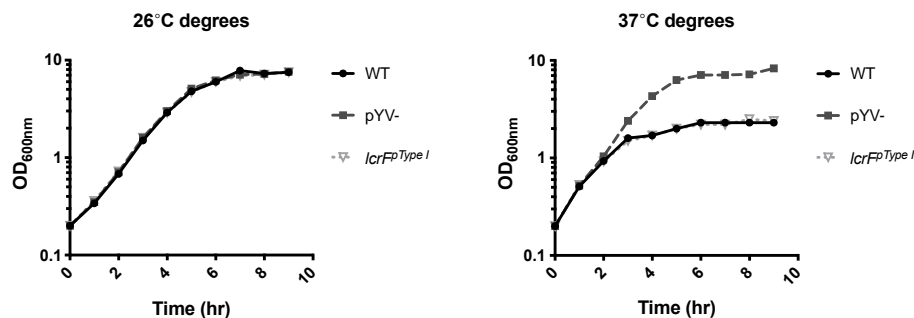 26°C degrees
10
1
0.1
OD600nm
0
2
4
6
8
10
Time (hr)
WT
pYV-
lcrFpType I
37°C degrees
10
1
0.1
OD600nm
0
2
4
6
8
10
Time (hr)
WT
pYV-
lcrFpType I